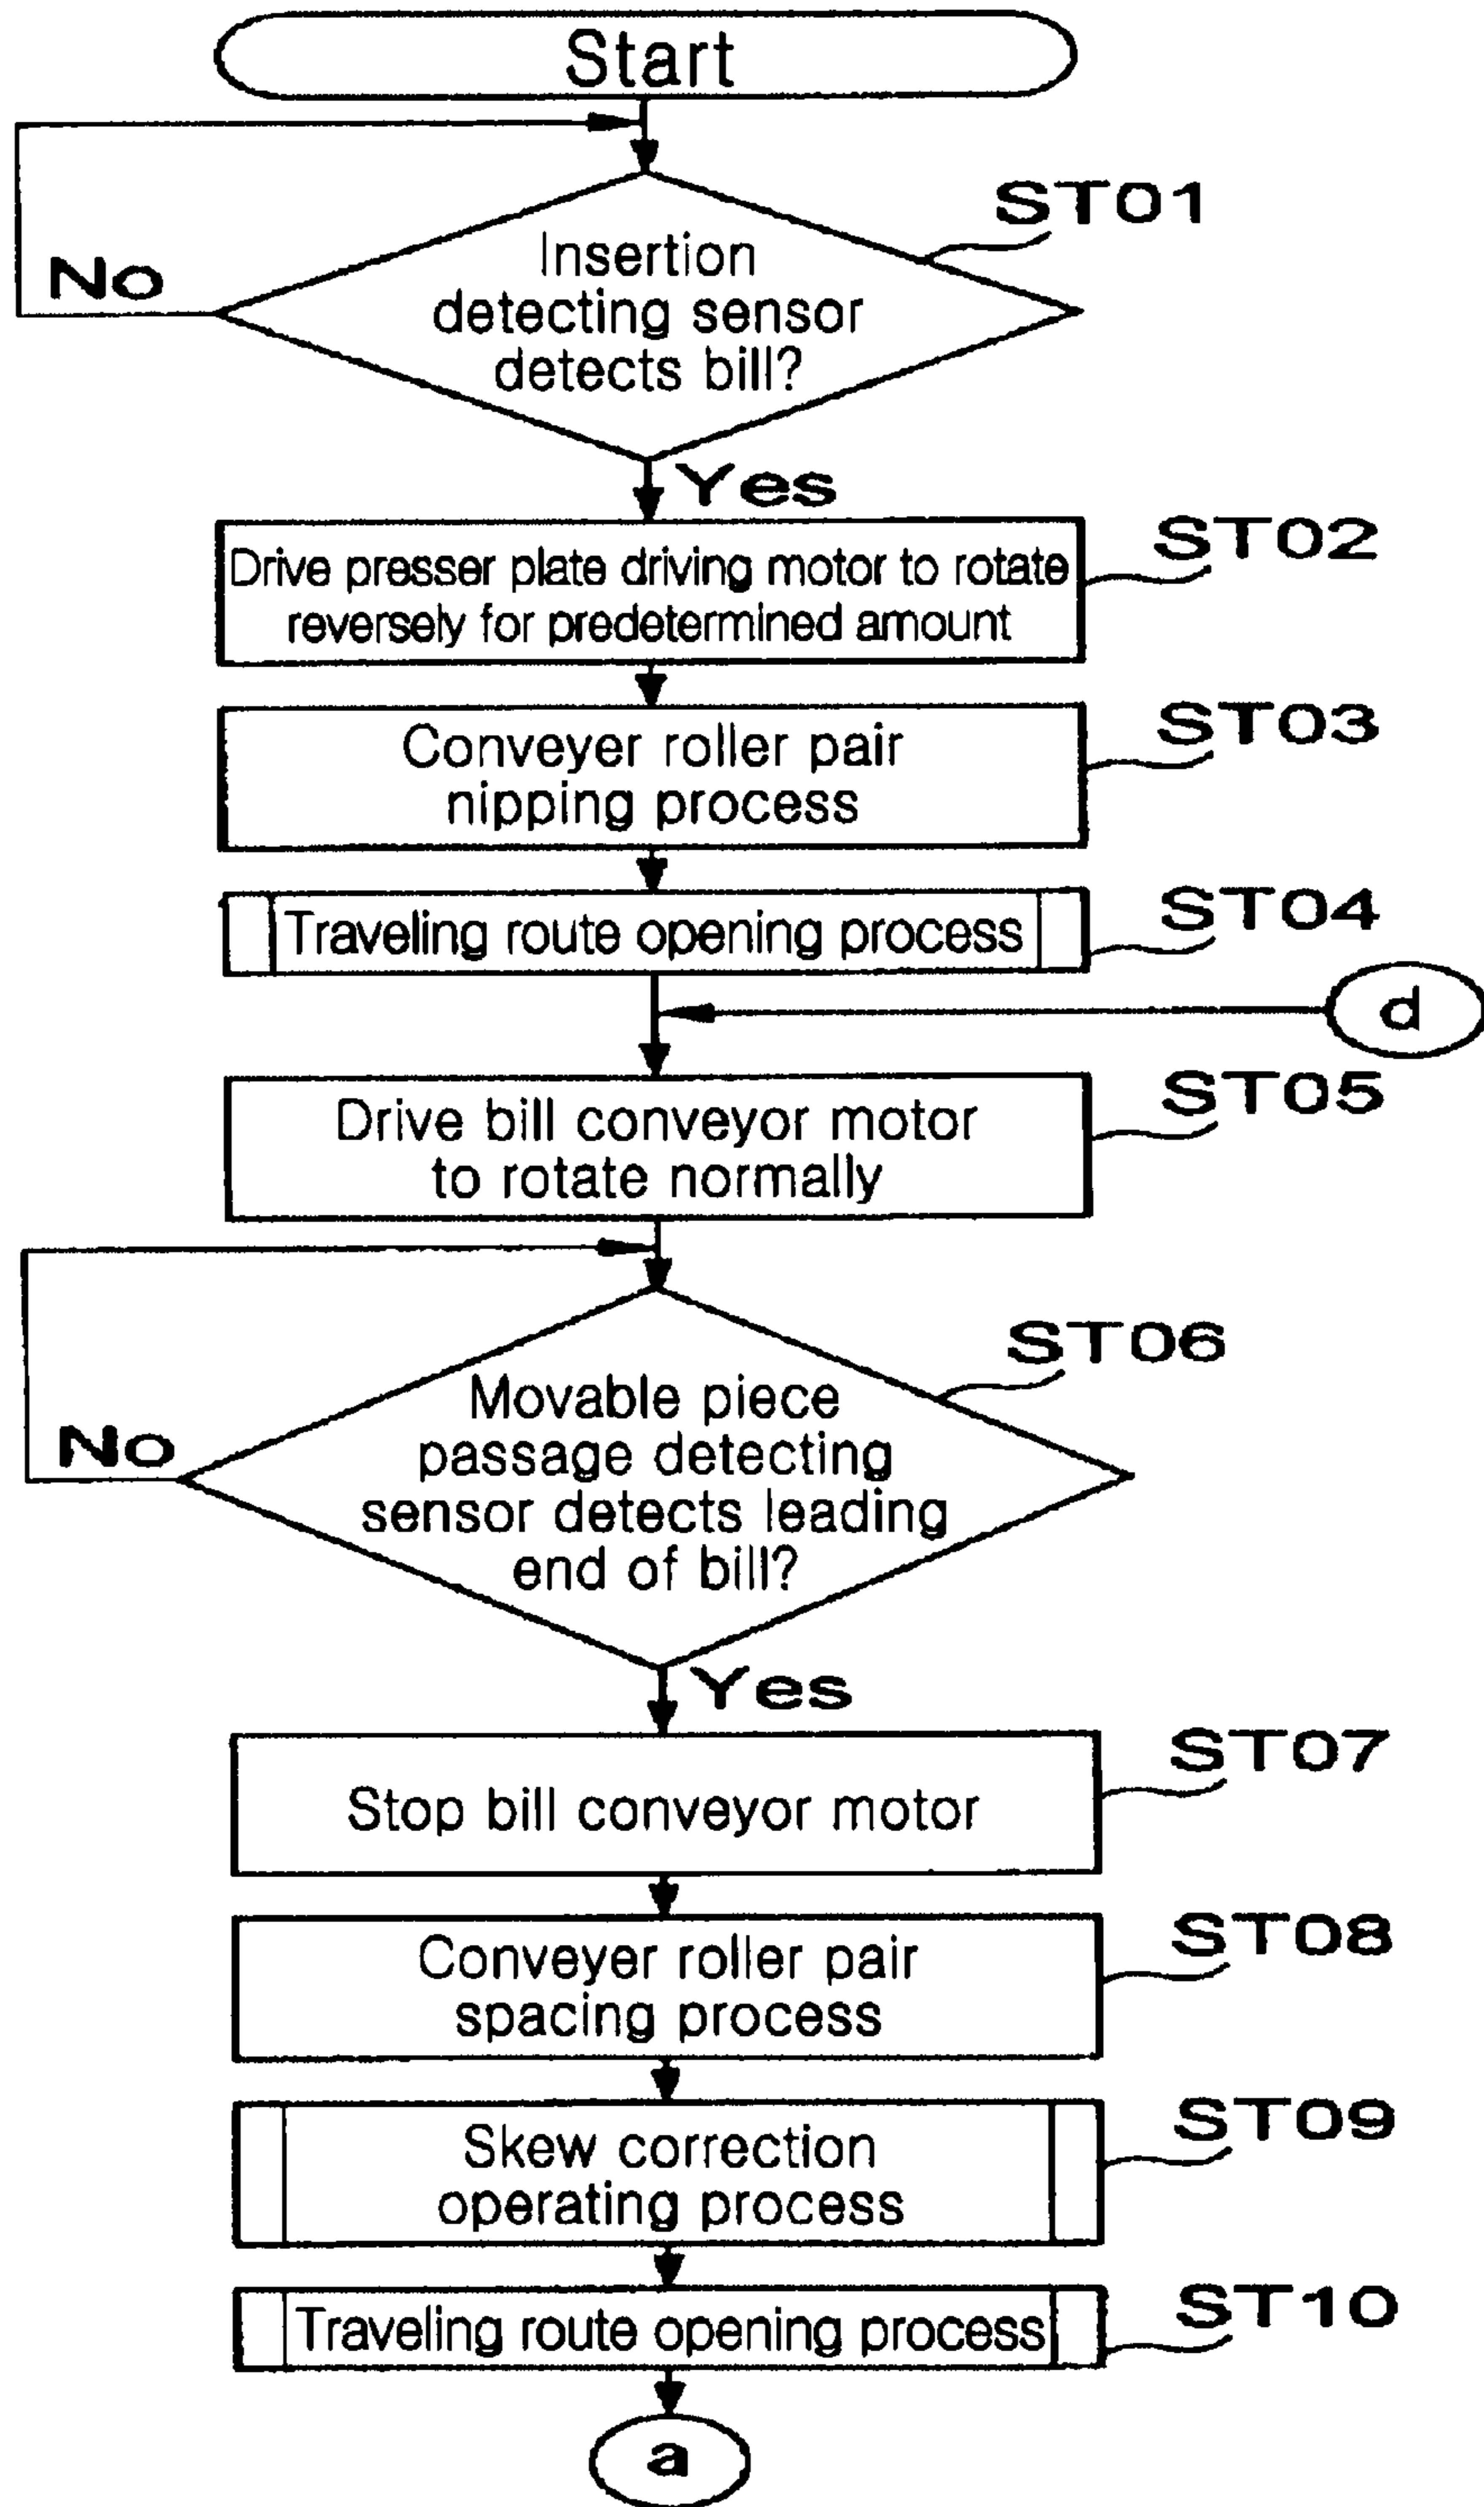 Start
ST01
Insertion
detecting sensor
detects bill?
No
Yes
ST02
Drive presser plate driving motor to rotate
reversely for predetermined amount
ST03
Conveyer roller pair
nipping process
ST04
Traveling route opening process
d
ST05
Drive bill conveyor motor
to rotate normally
ST06
Movable piece
passage detecting
sensor detects leading
end of bill?
No
Yes
ST07
Stop bill conveyor motor
ST08
Conveyer roller pair
spacing process
ST09
Skew correction
operating process
ST10
Traveling route opening process
a